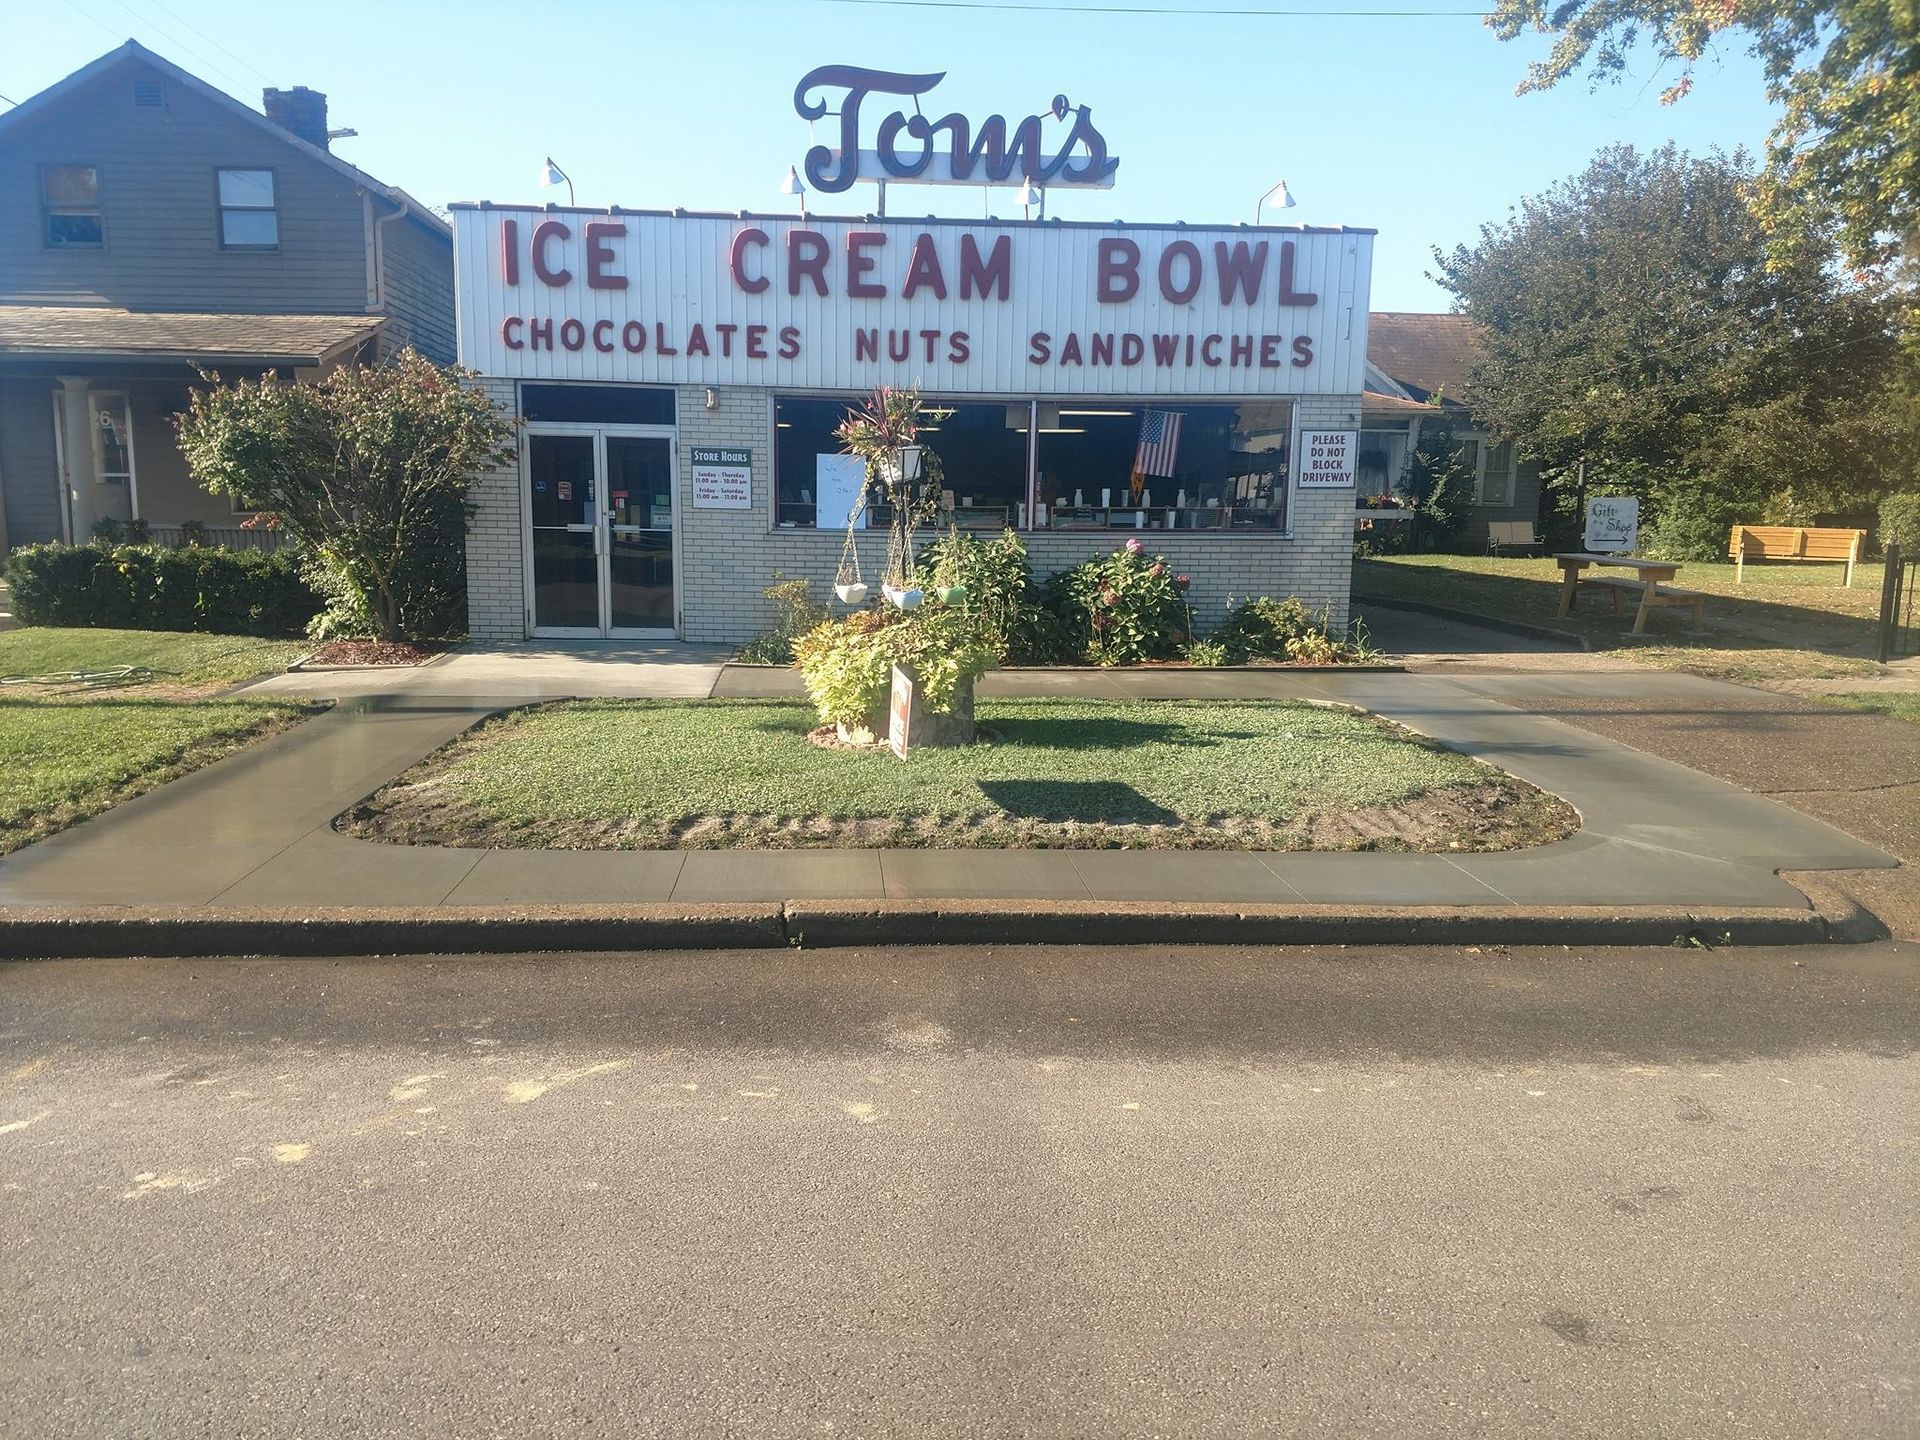 Tom's
ICE CREAM BOWL
CHOCOLATES NUTS SANDWICHES
26
STORE HOURS
Sunday - Thursday
11:00 am - 10:00 pm
Friday - Saturday
11:00 am - 11:00 pm
PLEASE
DO NOT
BLOCK
DRIVEWAY
Gift
Shop